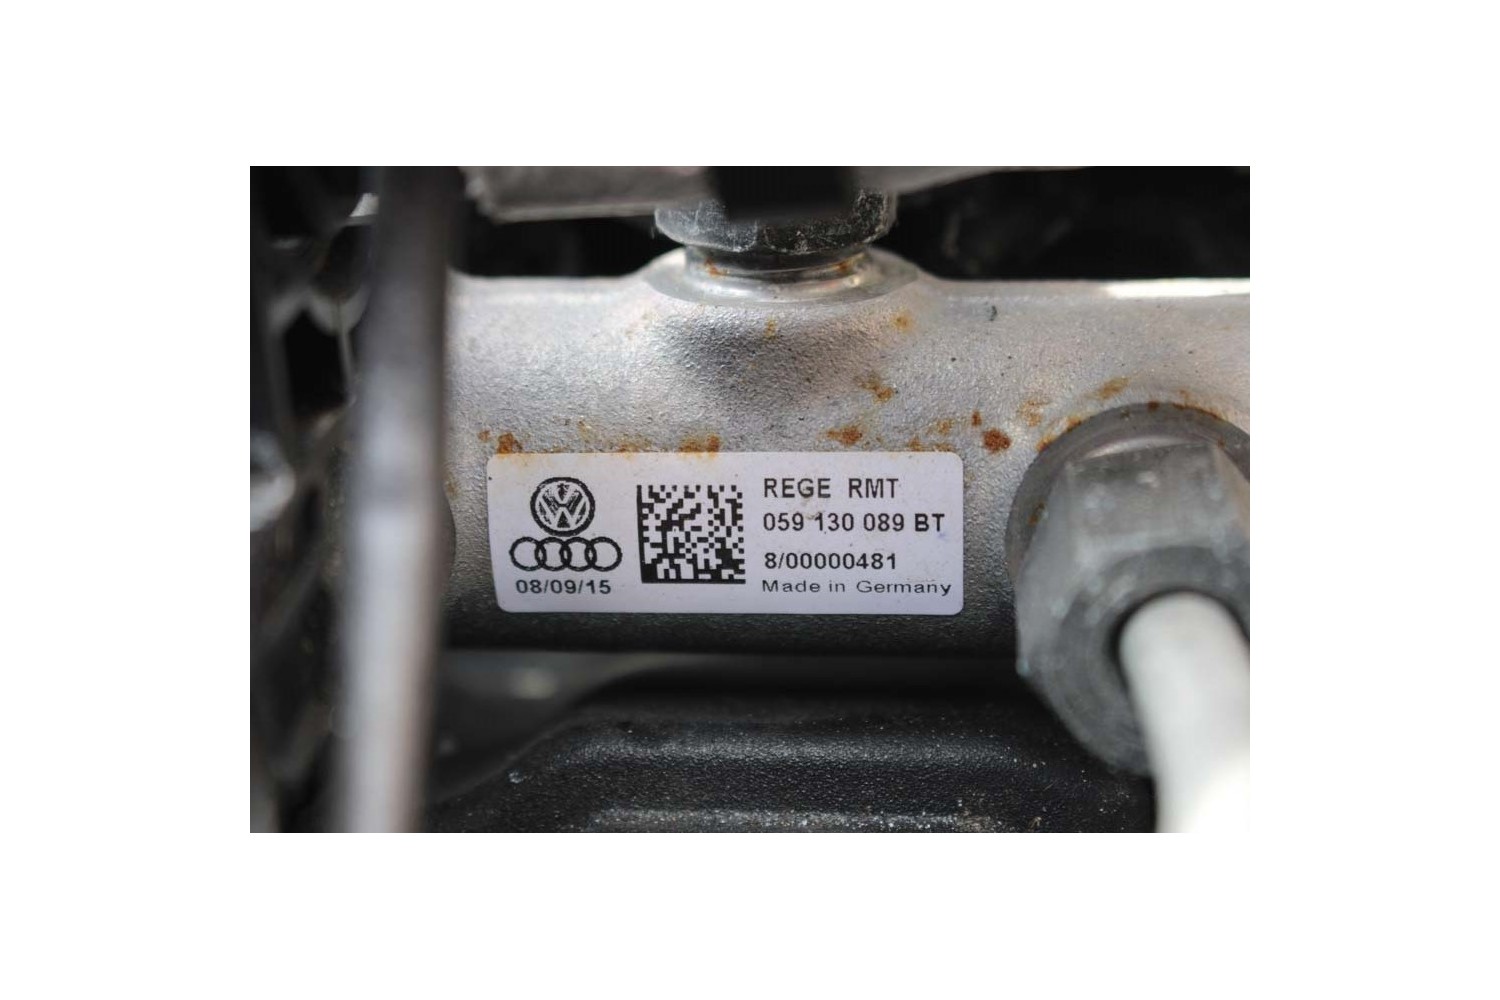 08/09/15
REGE RMT
059 130 089 BT
8/00000481
Made in Germany